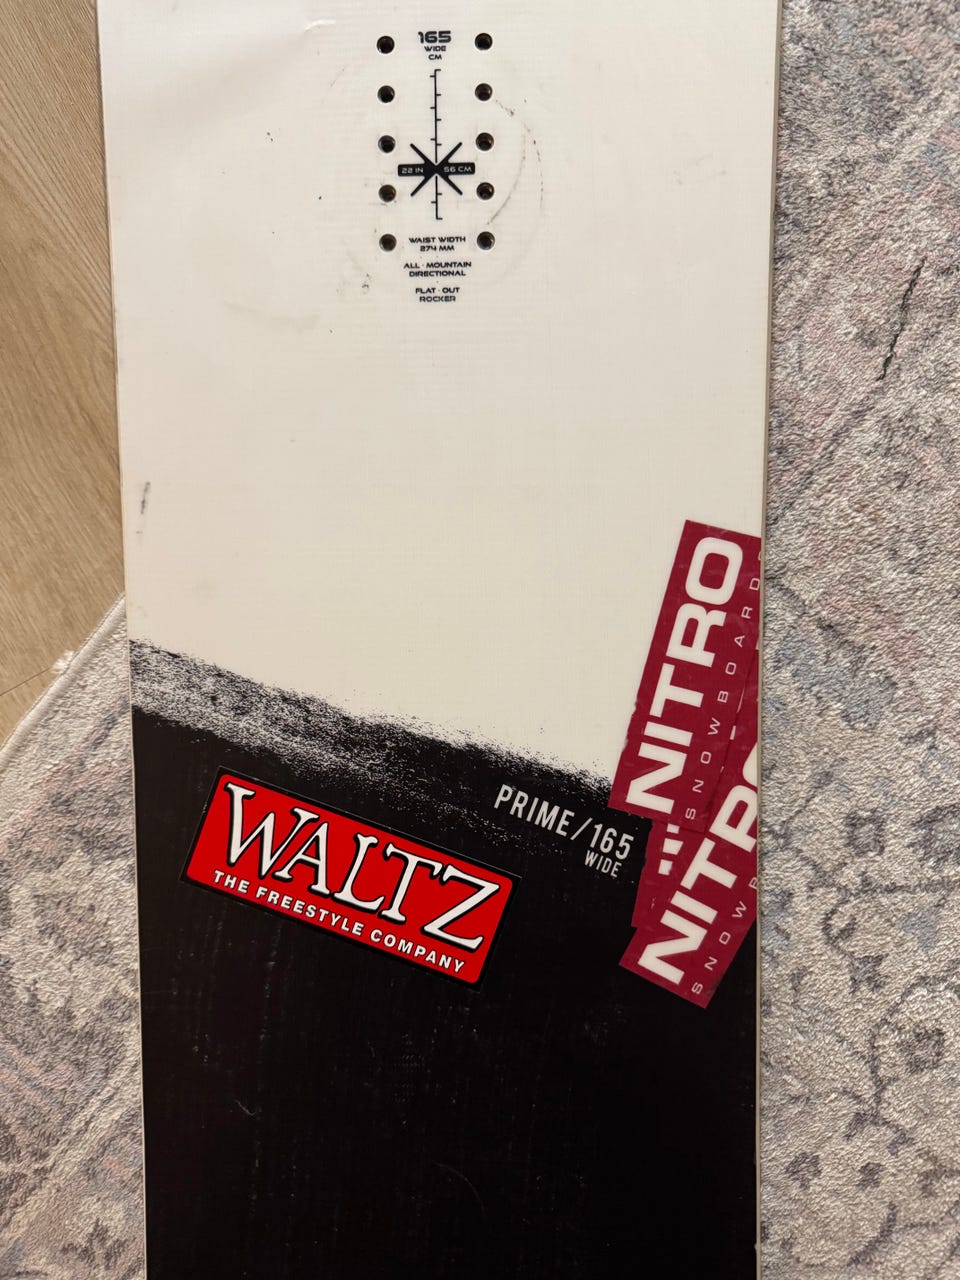 165
WIDE
CM
22 IN 56 CM
WAIST WIDTH
274 MM
ALL · MOUNTAIN
DIRECTIONAL
FLAT · OUT
ROCKER
NITRO
SNOWBOARDS
PRIME/165
WIDE
WALTZ
THE FREESTYLE COMPANY
NITRO
SNOWB